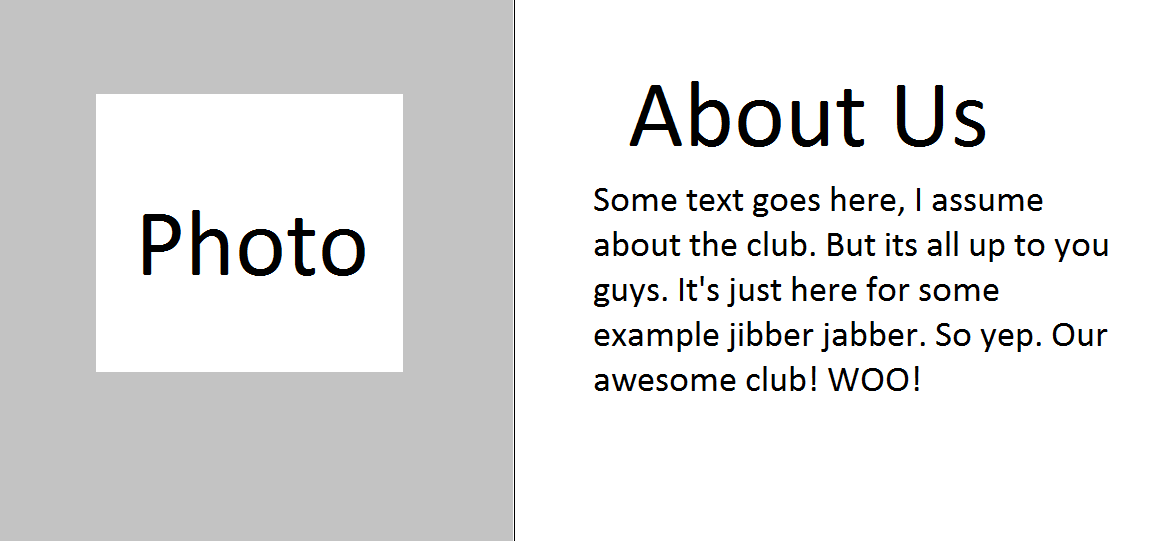 Photo
About Us
Some text goes here, I assume
about the club. But its all up to you
guys. It's just here for some
example jibber jabber. So yep. Our
awesome club! WOO!